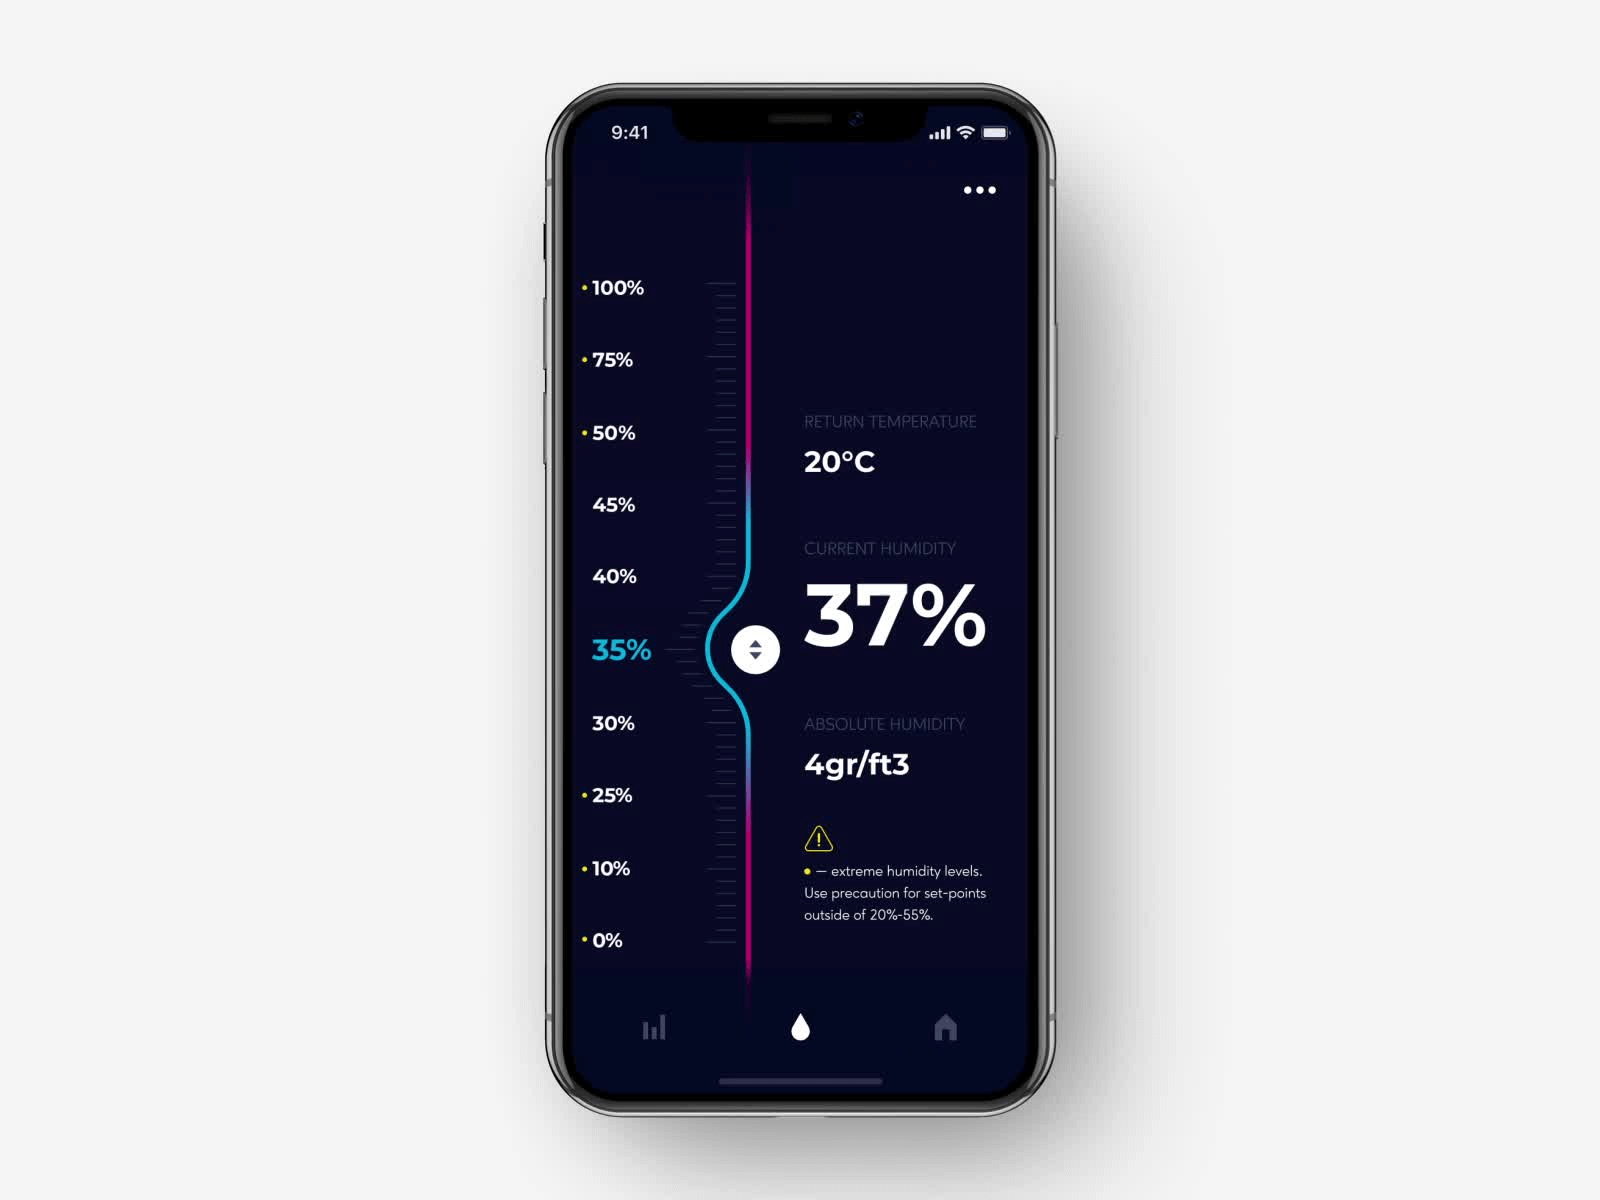 9:41
100%
75%
50%
45%
40%
35%
30%
25%
10%
0%
RETURN TEMPERATURE
20°C
CURRENT HUMIDITY
37%
ABSOLUTE HUMIDITY
4gr/ft3
• — extreme humidity levels.
Use precaution for set-points
outside of 20%-55%.